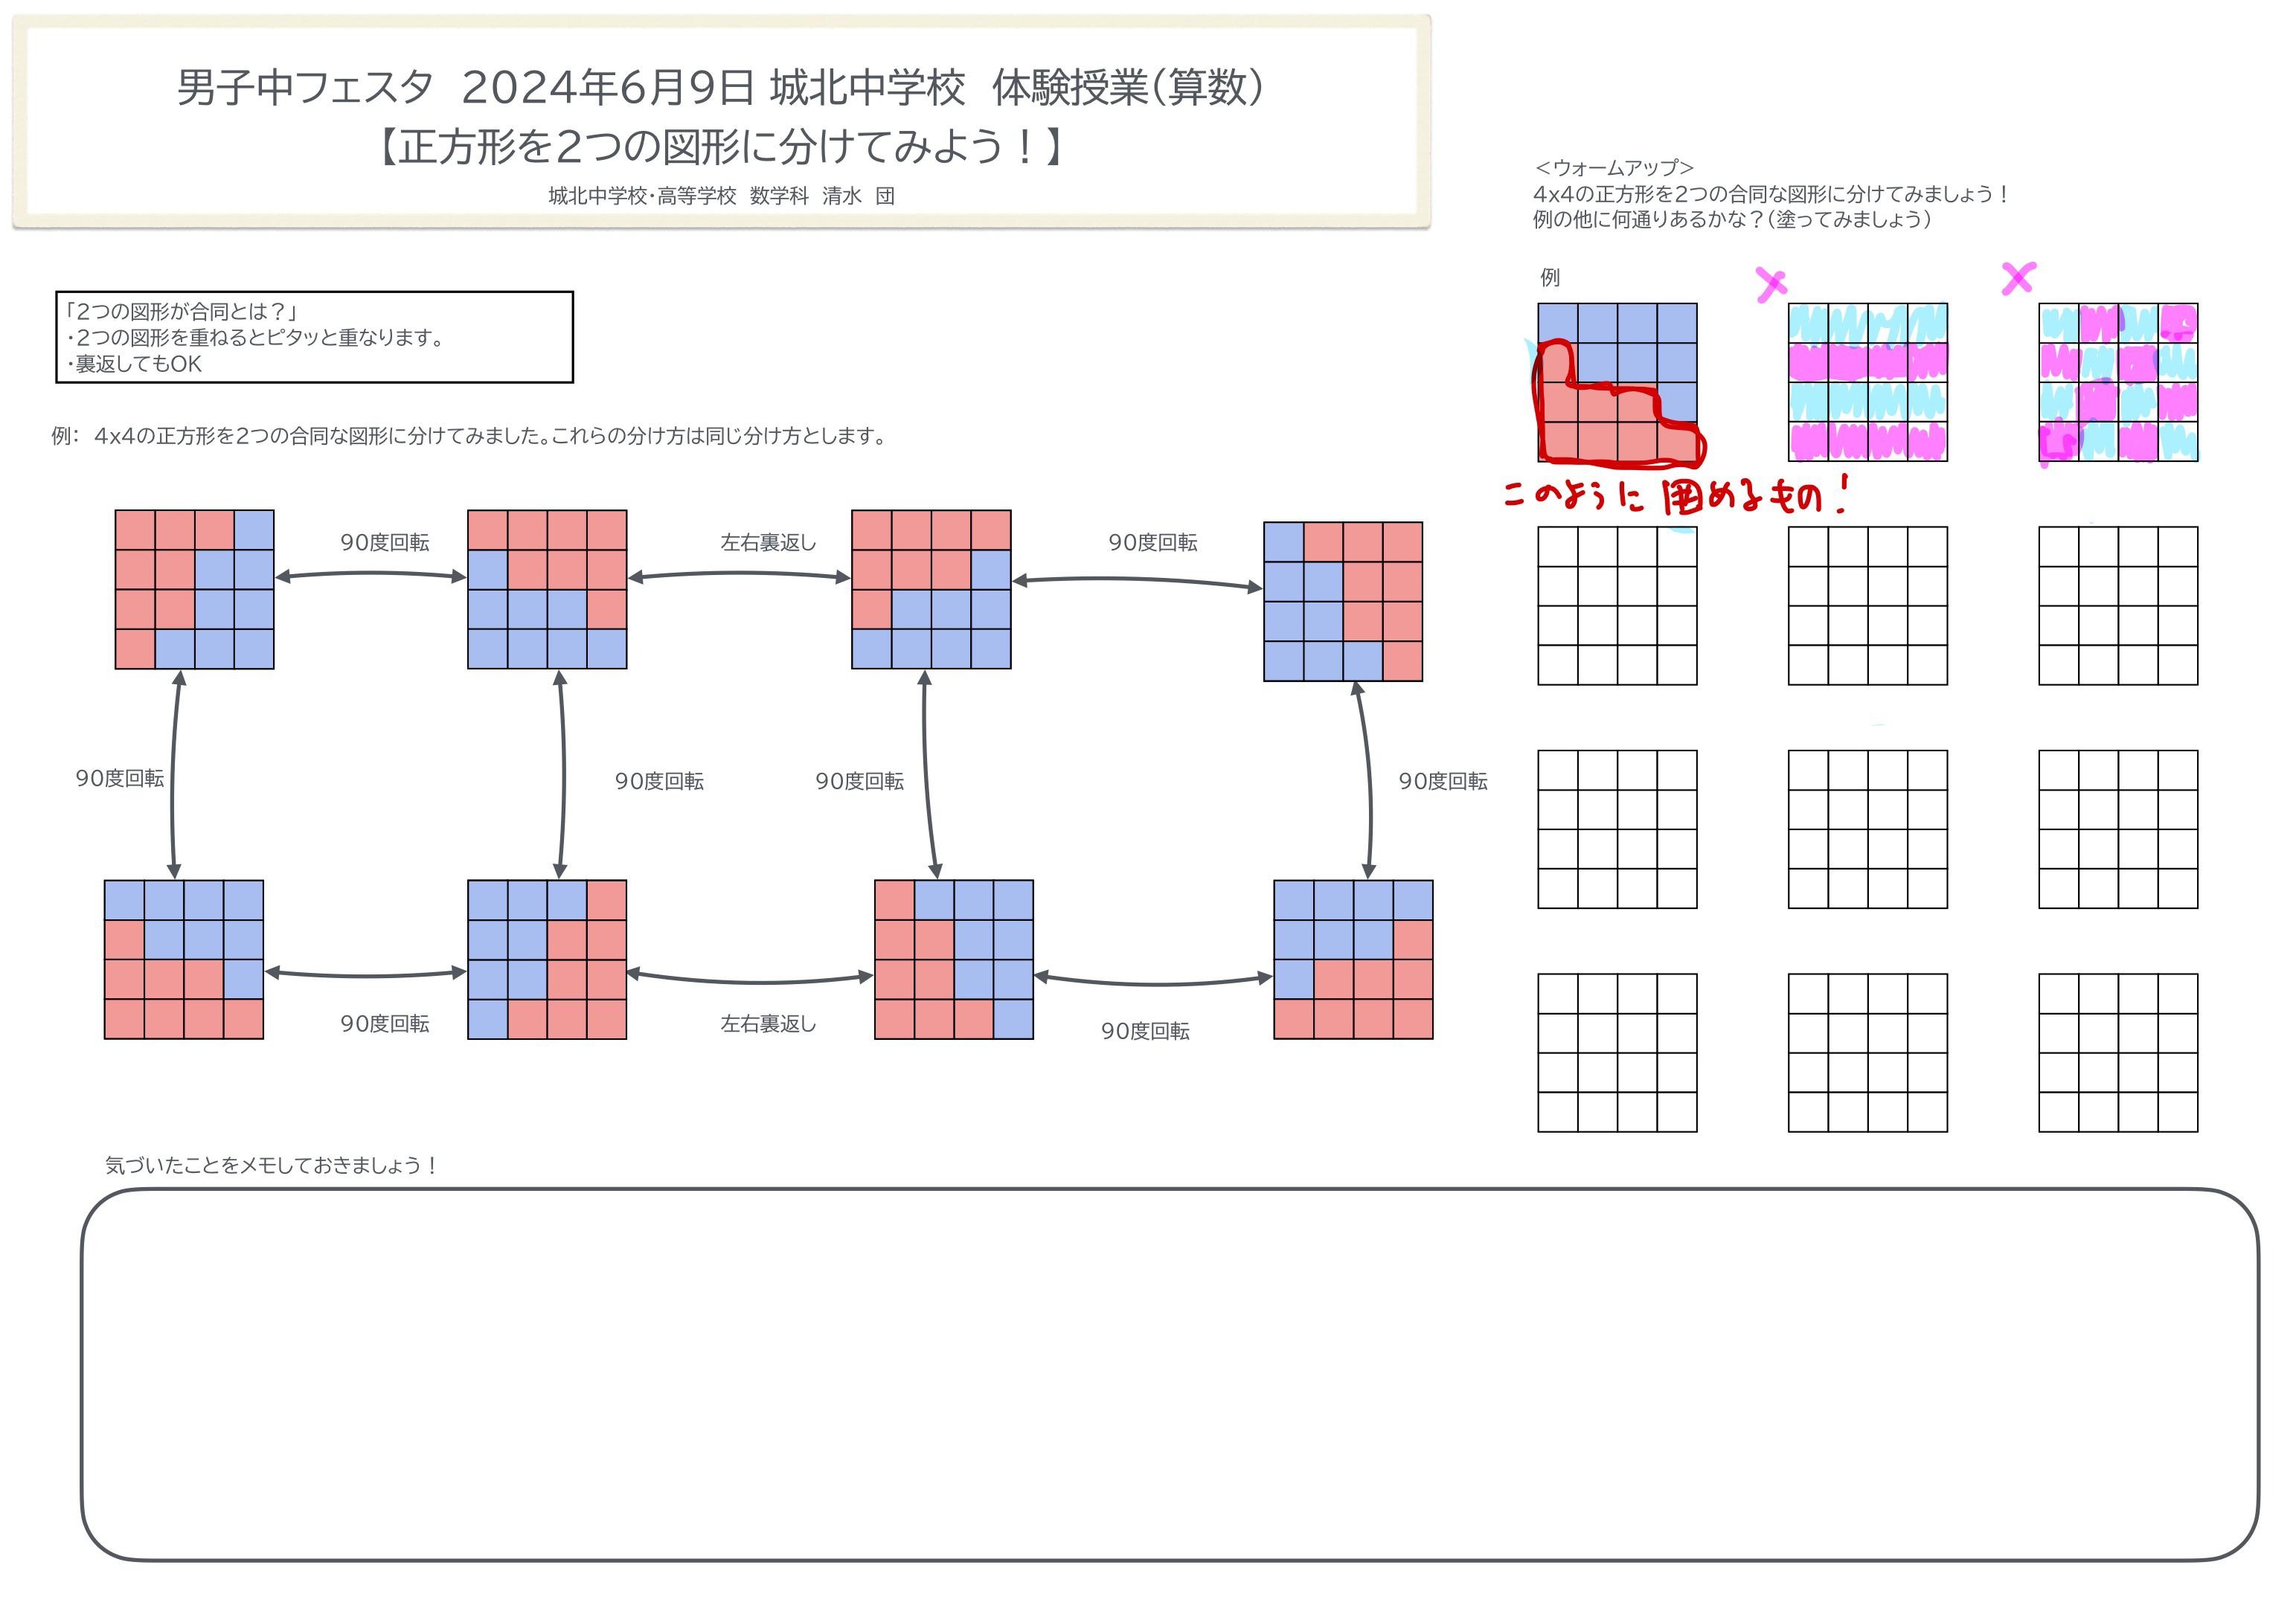 男子中フェスタ 2024年6月9日 城北中学校 体験授業(算数)
【正方形を2つの図形に分けてみよう！】
城北中学校・高等学校 数学科 清水 団
＜ウォームアップ＞
4x4の正方形を2つの合同な図形に分けてみましょう！
例の他に何通りあるかな？(塗ってみましょう)
例
「2つの図形が合同とは？」
・2つの図形を重ねるとピタッと重なります。
・裏返してもOK
例： 4x4の正方形を2つの合同な図形に分けてみました。これらの分け方は同じ分け方とします。
このように囲めるもの！
90度回転
左右裏返し
90度回転
90度回転
90度回転
90度回転
90度回転
90度回転
左右裏返し
90度回転
気づいたことをメモしておきましょう！